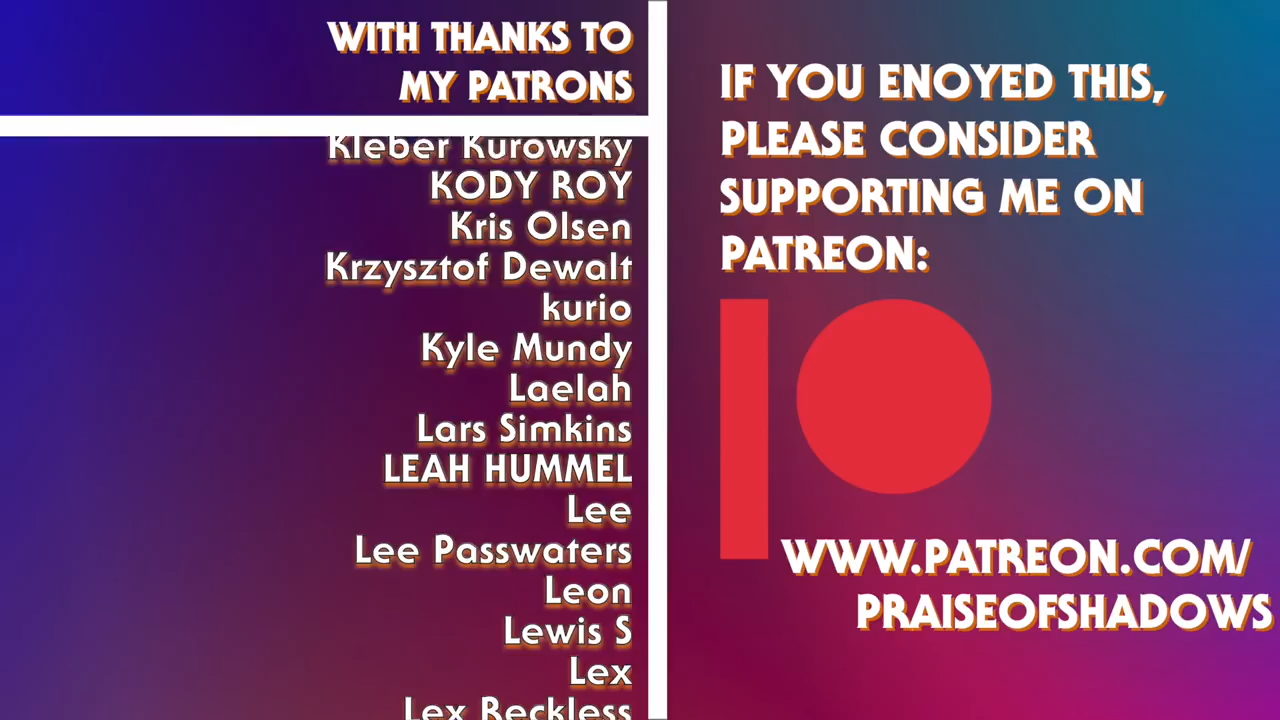 WITH THANKS TO
MY PATRONS
Kleber Kurowsky
KODY ROY
Kris Olsen
Krzysztof Dewalt
kurio
Kyle Mundy
Laelah
Lars Simkins
LEAH HUMMEL
Lee
Lee Passwaters
Leon
Lewis S
Lex
Lex Reckless
IF YOU ENOYED THIS,
PLEASE CONSIDER
SUPPORTING ME ON
PATREON:
WWW.PATREON.COM/
PRAISEOFSHADOWS